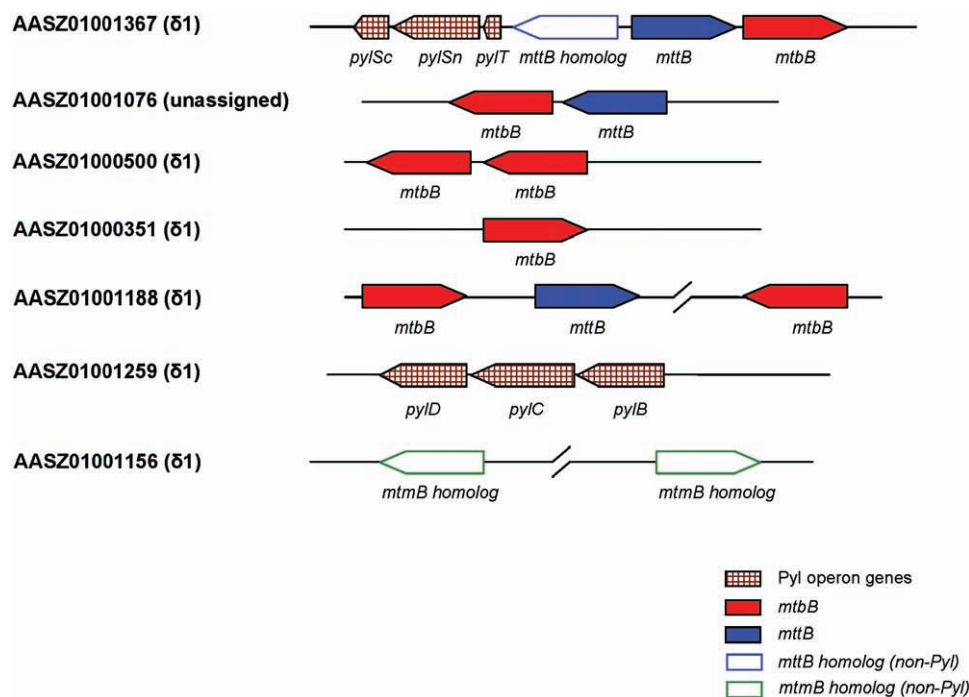 AASZ01001367 (δ1)
pylSc pylSn pylT mttB homolog mttB mtbB
AASZ01001076 (unassigned)
mtbB mttB
AASZ01000500 (δ1)
mtbB mtbB
AASZ01000351 (δ1)
mtbB
AASZ01001188 (δ1)
mtbB mttB mtbB
AASZ01001259 (δ1)
pylD pylC pylB
AASZ01001156 (δ1)
mtmB homolog mtmB homolog
Pyl operon genes
mtbB
mttB
mttB homolog (non-Pyl)
mtmB homolog (non-Pyl)